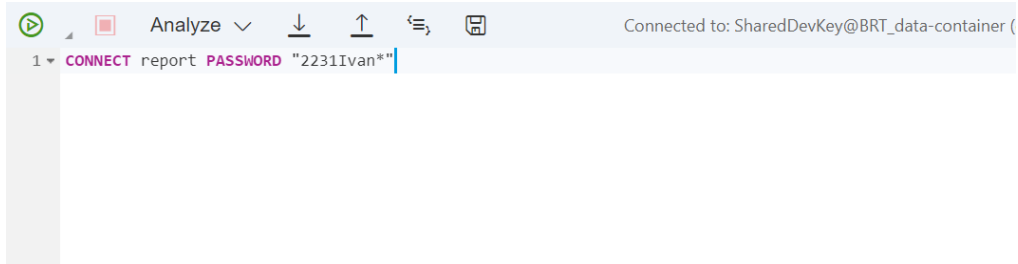 Analyze
Connected to: SharedDevKey@BRT_data-container (
1 CONNECT report PASSWORD "2231Ivan*"